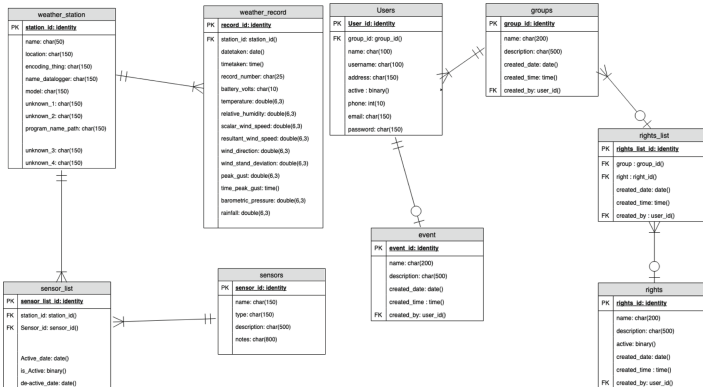 weather_station
PK station_id: identity
name: char(50)
location: char(150)
encoding_thing: char(150)
name_datalogger: char(150)
model: char(150)
unknown_1: char(150)
unknown_2: char(150)
program_name_path: char(150)
unknown_3: char(150)
unknown_4: char(150)
weather_record
PK record_id: identity
FK station_id: station_id()
datetaken: date()
timetaken: time()
record_number: char(25)
battery_volts: char(10)
temperature: double(6,3)
relative_humidity: double(6,3)
scalar_wind_speed: double(6,3)
resultant_wind_speed: double(6,3)
wind_direction: double(6,3)
wind_stand_deviation: double(6,3)
peak_gust: double(6,3)
time_peak_gust: time()
barometric_pressure: double(6,3)
rainfall: double(6,3)
Users
PK User_id: identity
FK group_id: group_id()
name: char(100)
username: char(100)
address: char(150)
active : binary()
phone: int(10)
email: char(150)
password: char(150)
groups
PK group_id: identity
name: char(200)
description: char(500)
created_date: date()
created_time: time()
FK created_by: user_id()
rights_list
PK rights_list_id: identity
FK group : group_id()
FK right : right_id()
created_date: date()
created_time: time()
FK created_by : user_id()
event
PK event_id: identity
name: char(200)
description: char(500)
created_date: date()
created_time : time()
FK created_by: user_id()
sensors
PK sensor_id: identity
name: char(150)
type: char(150)
description: char(500)
notes: char(800)
sensor_list
PK sensor_list_id: identity
FK station_id: station_id()
FK Sensor_id: sensor_id()
Active_date: date()
is_Active: binary()
de-active_date: date()
rights
PK rights_id: identity
name: char(200)
description: char(500)
active: binary()
created_date: date()
created_time : time()
FK created_by: user_id()